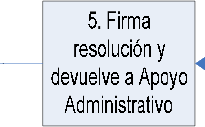 5. Firma
resolución y
devuelve a Apoyo
Administrativo